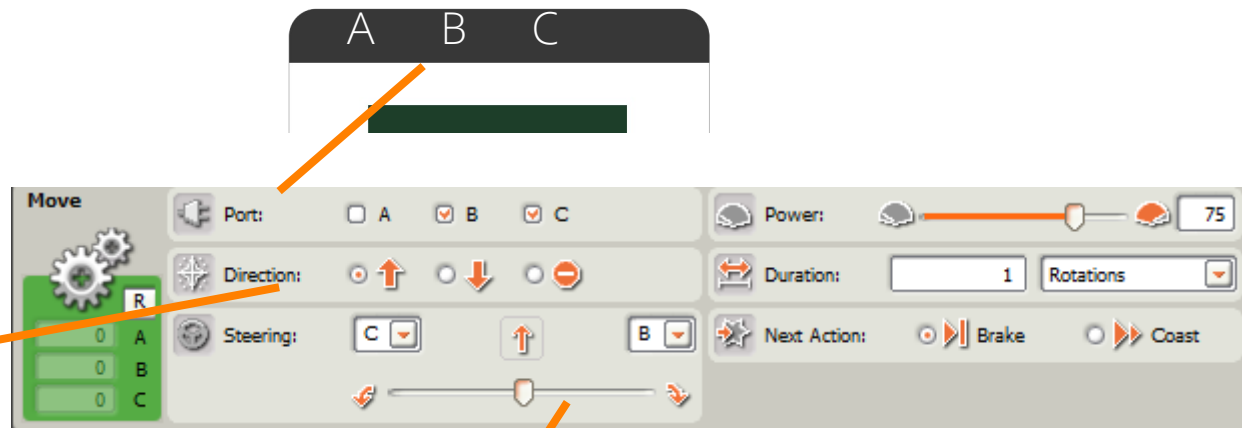 A B C
Move
Port: A B C
Power: 75
Direction:
Duration: 1 Rotations
R
0 A
Steering: C B
Next Action: Brake Coast
0 B
0 C